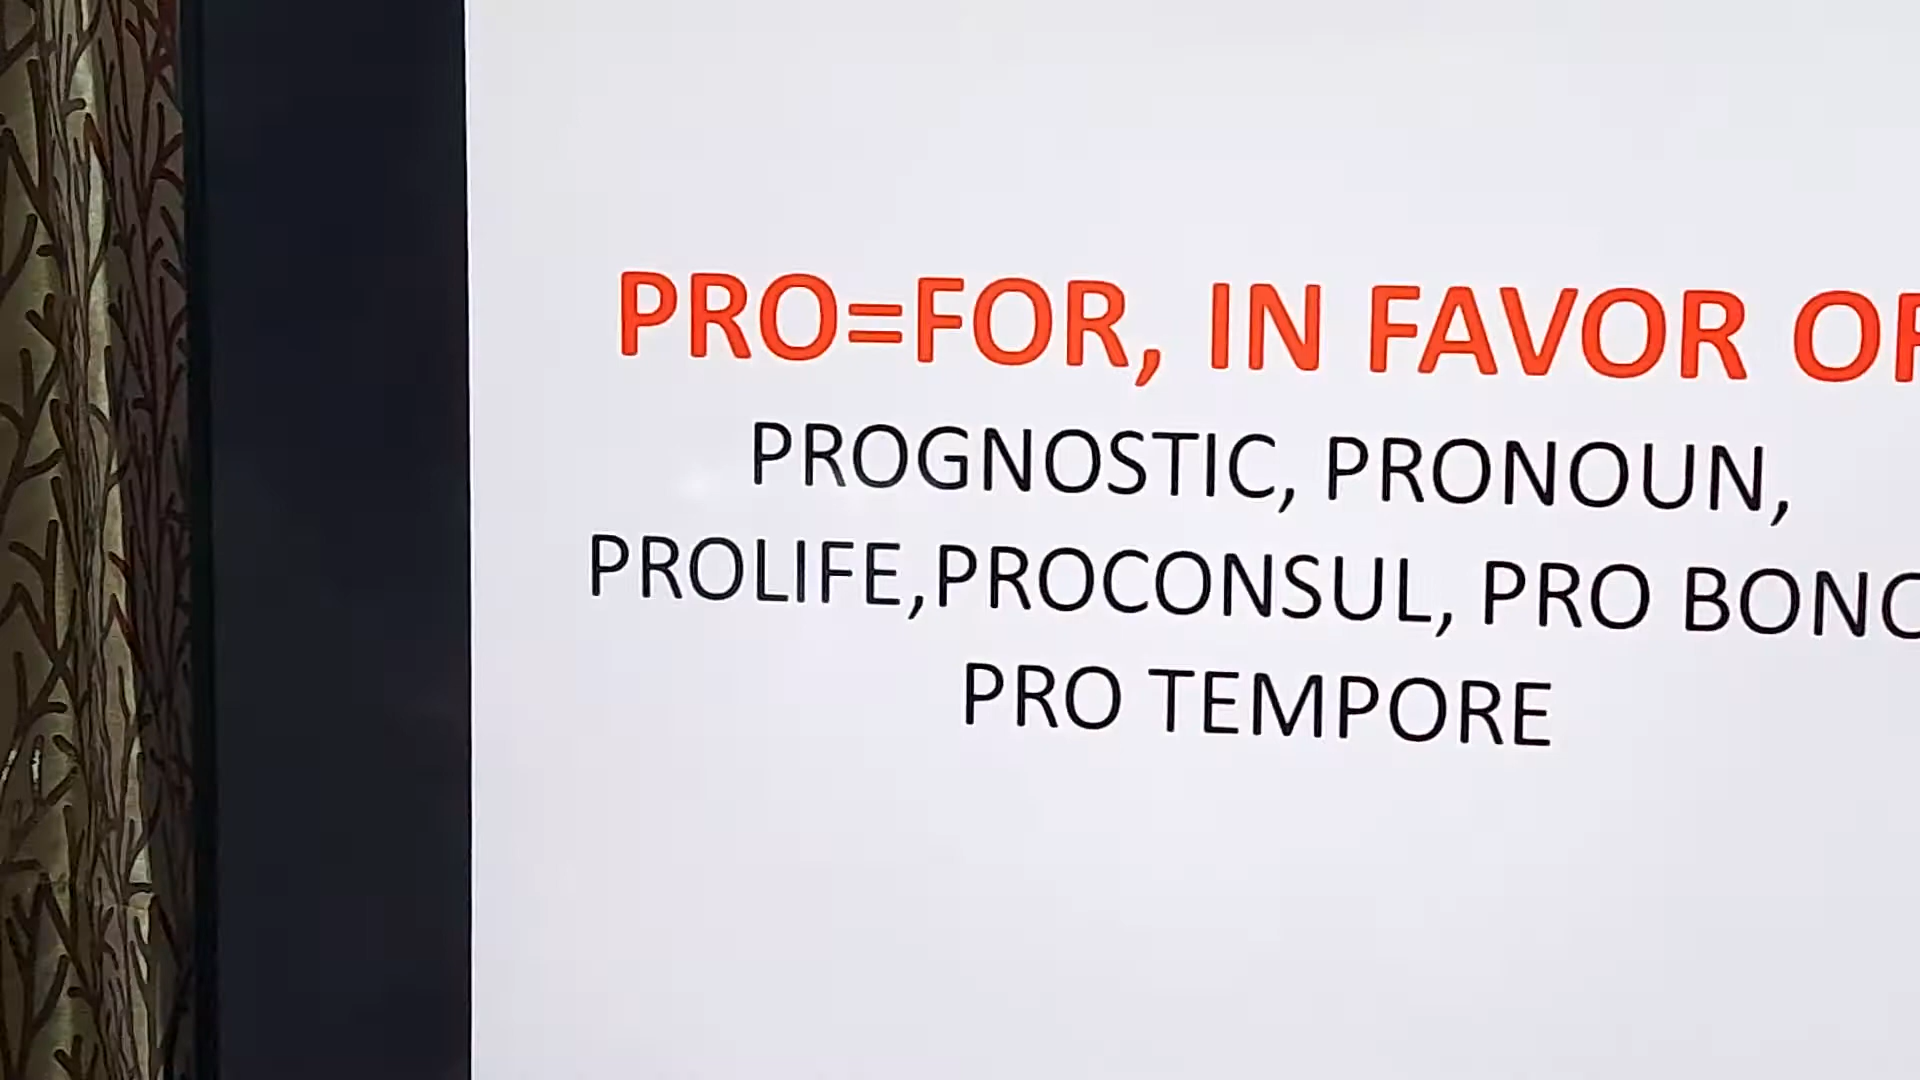 PRO=FOR, IN FAVOR OF
PROGNOSTIC, PRONOUN,
PROLIFE,PROCONSUL, PRO BONO
PRO TEMPORE